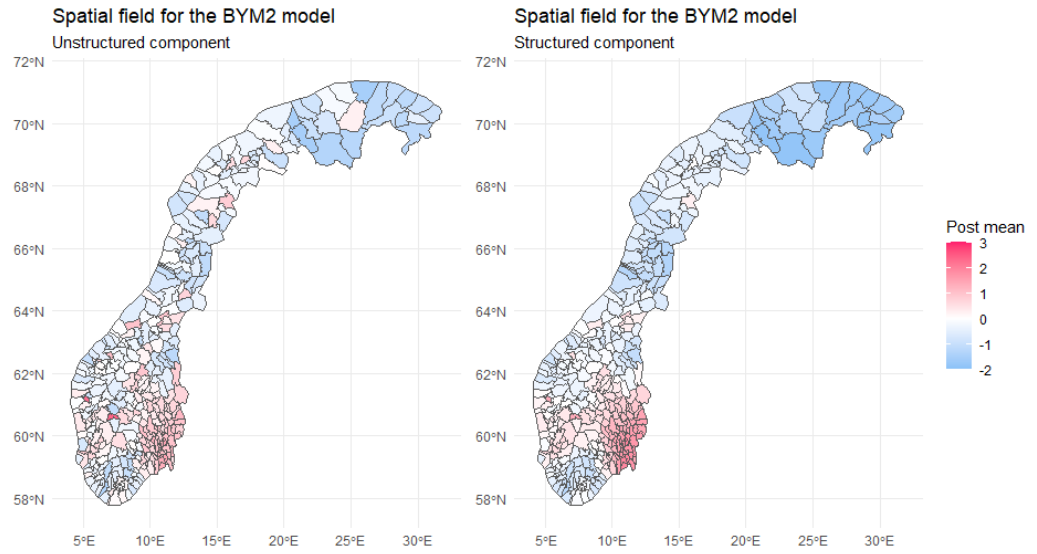 Spatial field for the BYM2 model
Unstructured component
72°N
70°N
68°N
66°N
64°N
62°N
60°N
58°N
5°E 10°E 15°E 20°E 25°E 30°E
Spatial field for the BYM2 model
Structured component
72°N
70°N
68°N
66°N
64°N
62°N
60°N
58°N
5°E 10°E 15°E 20°E 25°E 30°E
Post mean
3
2
1
0
-1
-2